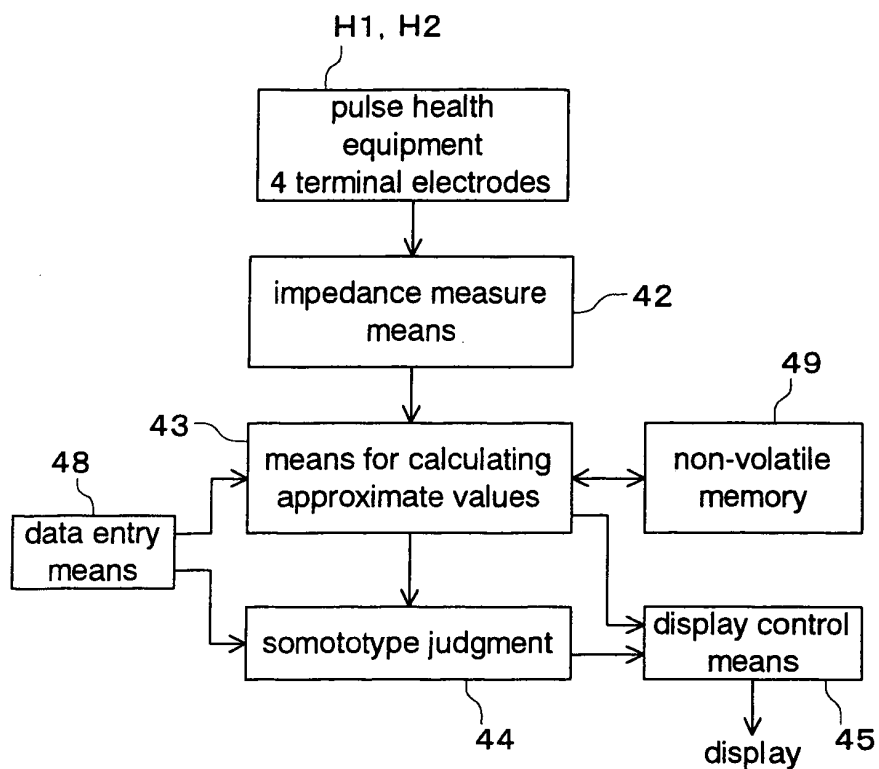 H1, H2
pulse health
equipment
4 terminal electrodes
impedance measure
means
42
43
means for calculating
approximate values
49
non-volatile
memory
48
data entry
means
somototype judgment
44
display control
means
45
display